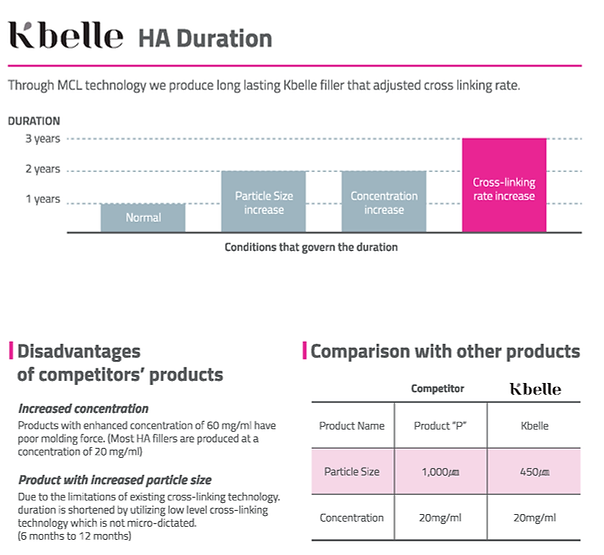 Kbelle HA Duration
Through MCL technology we produce long lasting Kbelle filler that adjusted cross linking rate.
DURATION
3 years
2 years
1 years
Normal
Particle Size
increase
Concentration
increase
Cross-linking
rate increase
Conditions that govern the duration
Disadvantages
of competitors' products
Increased concentration
Products with enhanced concentration of 60 mg/ml have
poor molding force. (Most HA fillers are produced at a
concentration of 20 mg/ml)
Product with increased particle size
Due to the limitations of existing cross-linking technology.
duration is shortened by utilizing low level cross-linking
technology which is not micro-dictated.
(6 months to 12 months)
Comparison with other products
Competitor Kbelle
Product Name Product "P" Kbelle
Particle Size 1,000㎛ 450㎛
Concentration 20mg/ml 20mg/ml